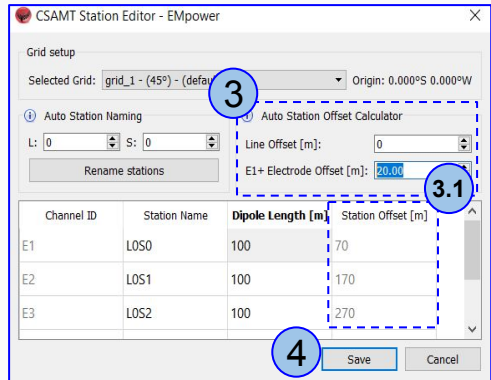 CSAMT Station Editor - EMpower
Grid setup
Selected Grid: grid_1 - (45º) - (defau
Origin: 0.000ºS 0.000ºW
3
Auto Station Naming
L: 0 S: 0
Rename stations
Auto Station Offset Calculator
Line Offset [m]: 0
E1+ Electrode Offset [m]: 20.00
3.1
Channel ID Station Name Dipole Length [m] Station Offset [m]
E1 L0S0 100 70
E2 L0S1 100 170
E3 L0S2 100 270
4
Save Cancel